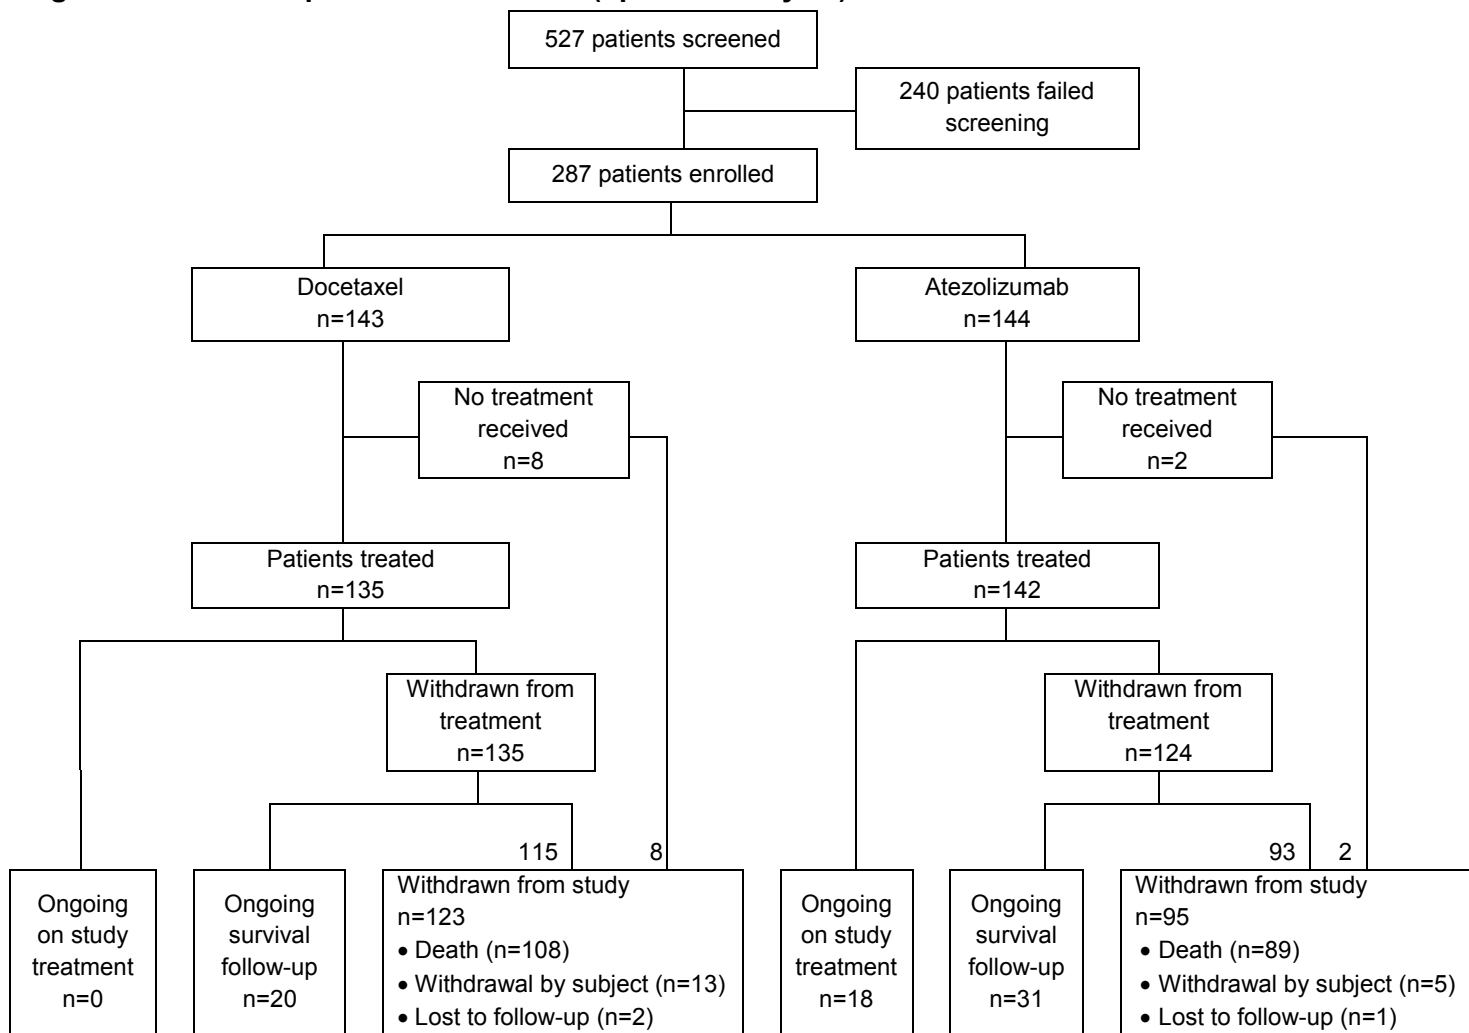 527 patients screened
240 patients failed
screening
287 patients enrolled
Docetaxel
n=143
Atezolizumab
n=144
No treatment
received
n=8
No treatment
received
n=2
Patients treated
n=135
Patients treated
n=142
Withdrawn from
treatment
n=135
Withdrawn from
treatment
n=124
115
8
93
2
Ongoing
on study
treatment
n=0
Ongoing
survival
follow-up
n=20
Withdrawn from study
n=123
• Death (n=108)
• Withdrawal by subject (n=13)
• Lost to follow-up (n=2)
Ongoing
on study
treatment
n=18
Ongoing
survival
follow-up
n=31
Withdrawn from study
n=95
• Death (n=89)
• Withdrawal by subject (n=5)
• Lost to follow-up (n=1)